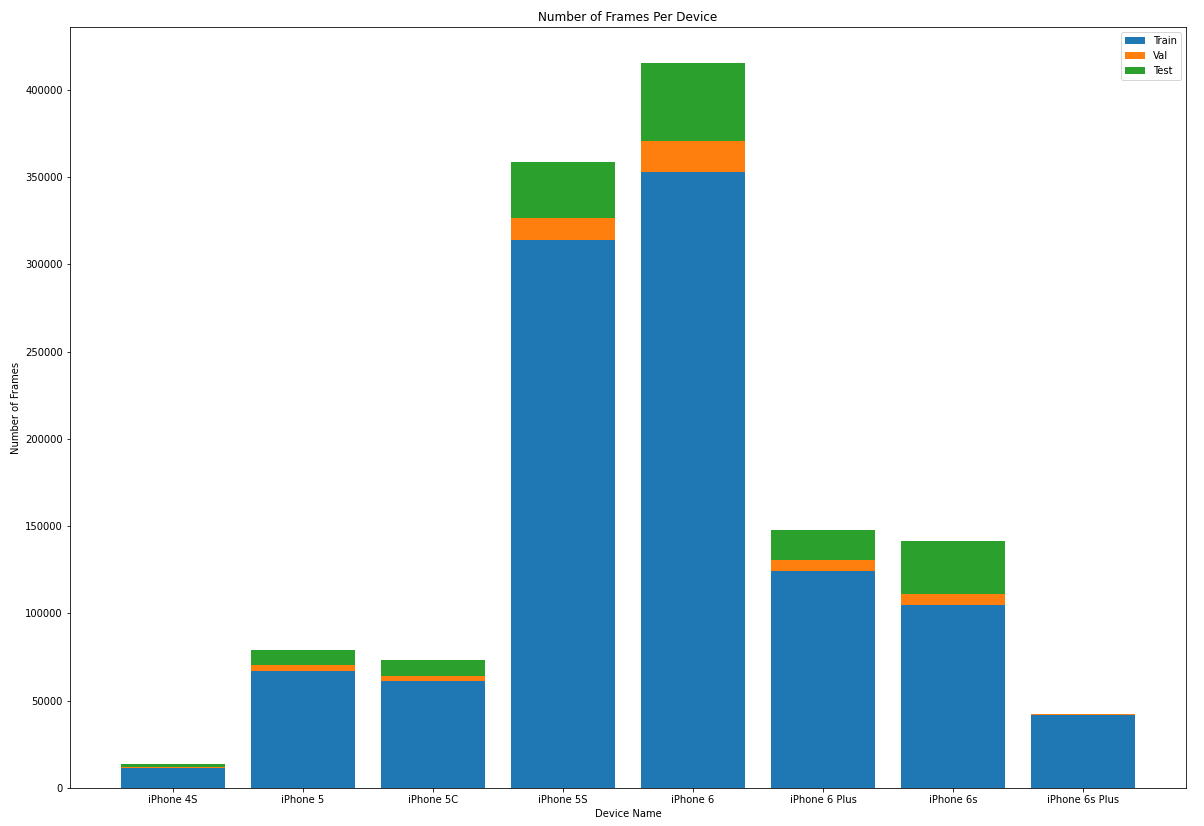 Number of Frames Per Device
Train
Val
Test
400000
350000
300000
250000
200000
150000
100000
50000
0
Number of Frames
iPhone 4S
iPhone 5
iPhone 5C
iPhone 5S
iPhone 6
iPhone 6 Plus
iPhone 6s
iPhone 6s Plus
Device Name